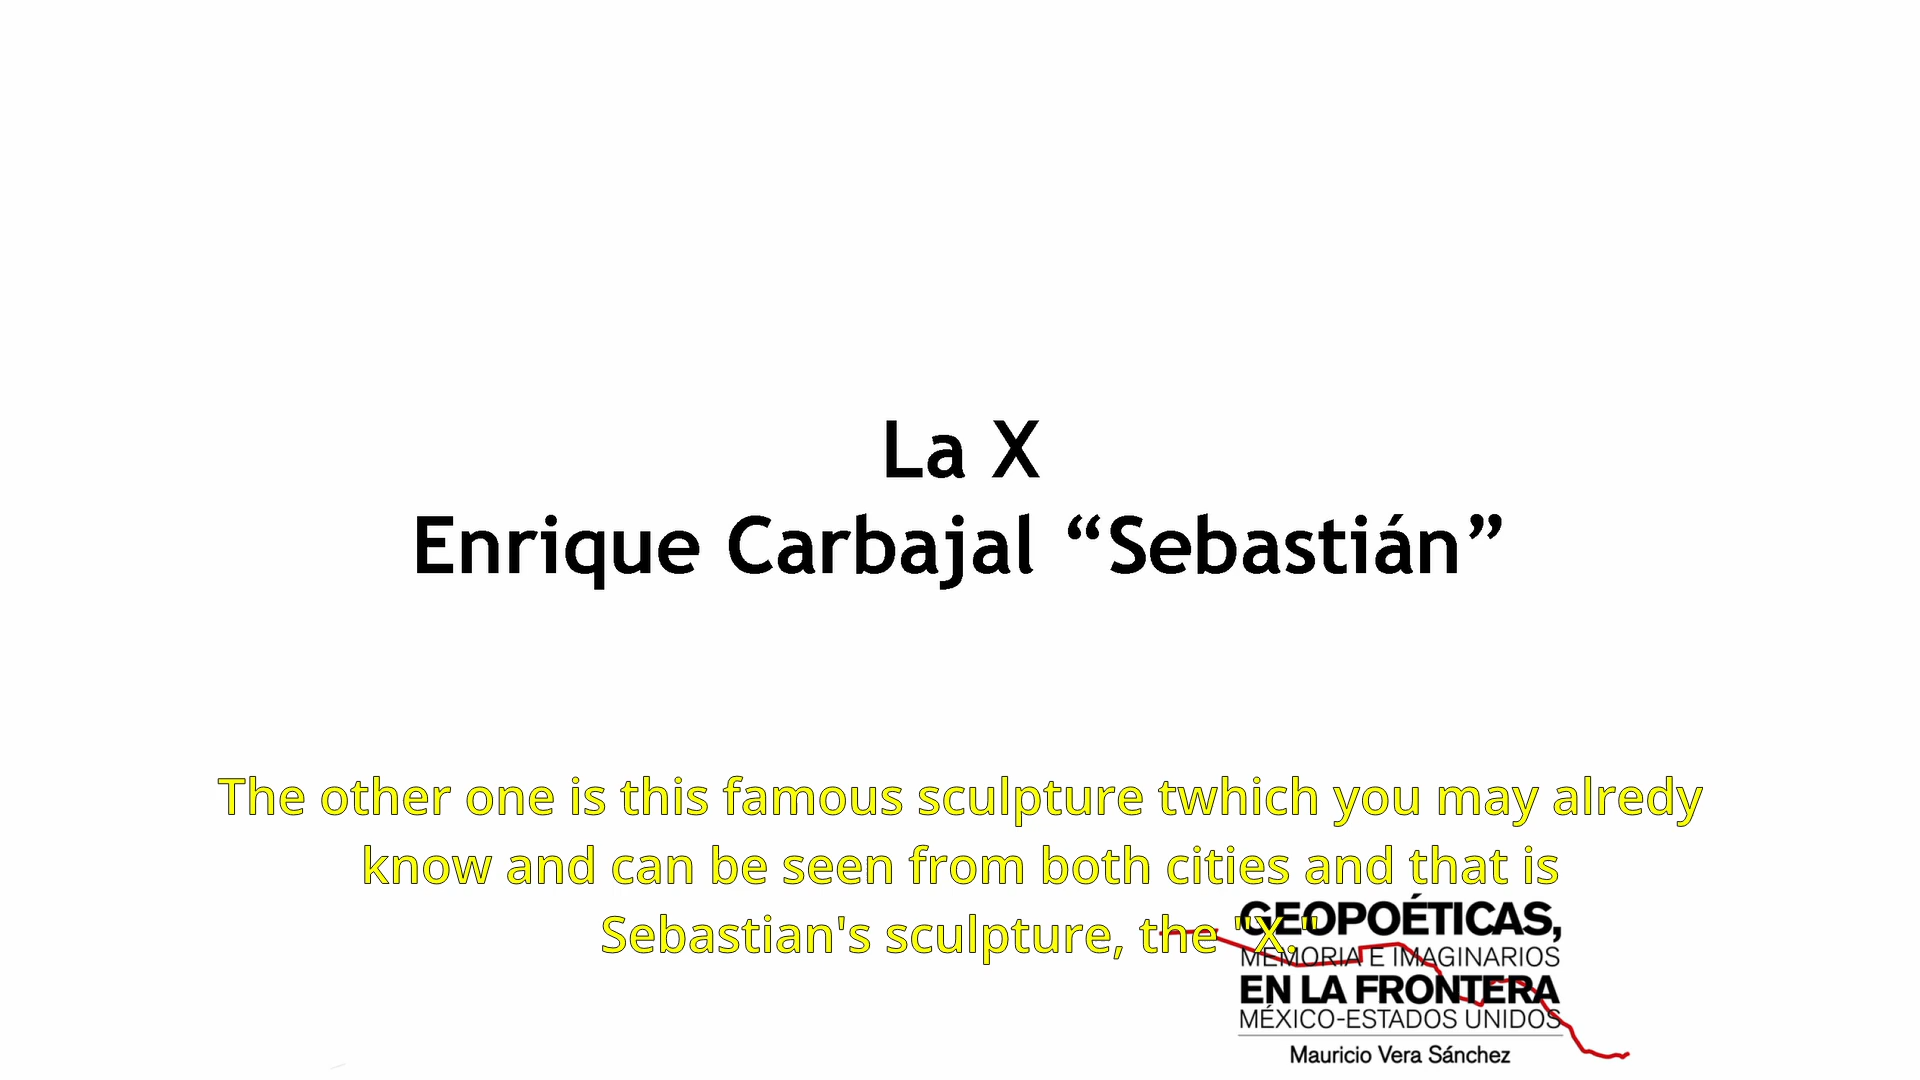 La X
Enrique Carbajal “Sebastián”
The other one is this famous sculpture twhich you may alredy
know and can be seen from both cities and that is
Sebastian's sculpture, the "X."
GEOPOÉTICAS,
MEMORIA E IMAGINARIOS
EN LA FRONTERA
MÉXICO-ESTADOS UNIDOS
Mauricio Vera Sánchez